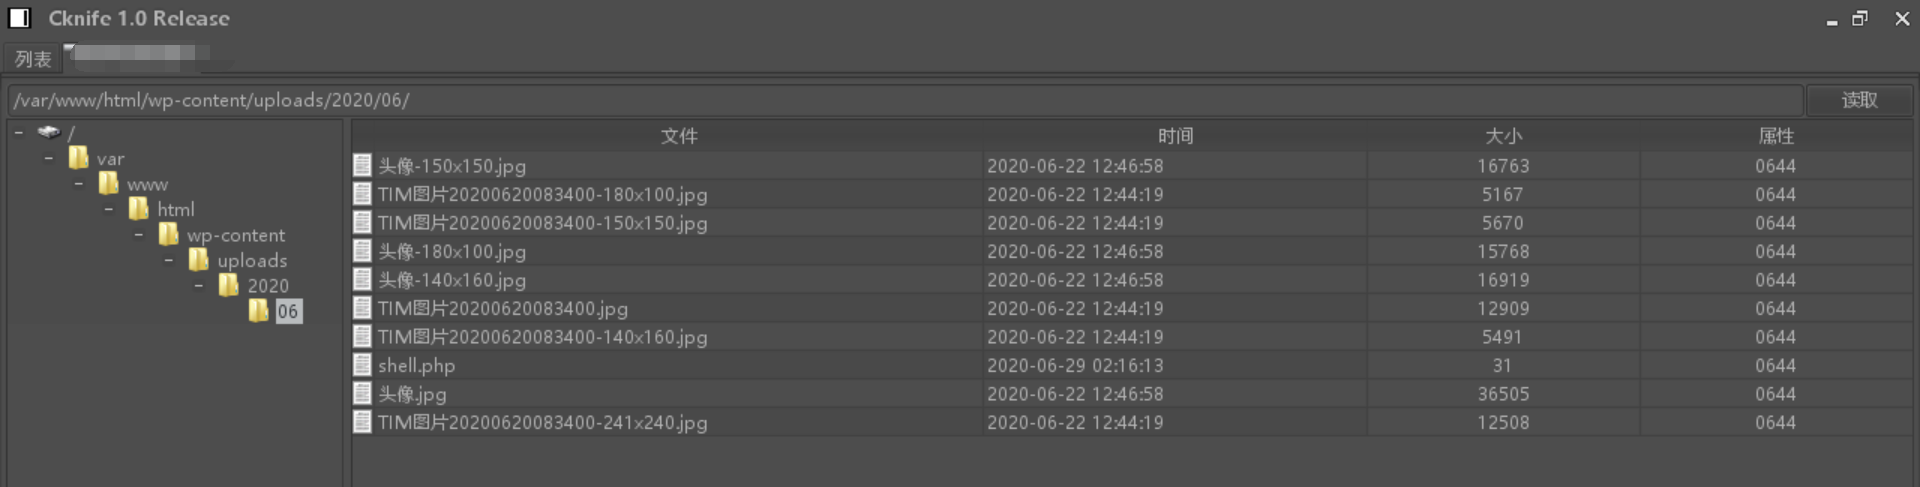 Cknife 1.0 Release
列表
/var/www/html/wp-content/uploads/2020/06/ 读取
/
var
www
html
wp-content
uploads
2020
06
文件 时间 大小 属性
头像-150x150.jpg 2020-06-22 12:46:58 16763 0644
TIM图片20200620083400-180x100.jpg 2020-06-22 12:44:19 5167 0644
TIM图片20200620083400-150x150.jpg 2020-06-22 12:44:19 5670 0644
头像-180x100.jpg 2020-06-22 12:46:58 15768 0644
头像-140x160.jpg 2020-06-22 12:46:58 16919 0644
TIM图片20200620083400.jpg 2020-06-22 12:44:19 12909 0644
TIM图片20200620083400-140x160.jpg 2020-06-22 12:44:19 5491 0644
shell.php 2020-06-29 02:16:13 31 0644
头像.jpg 2020-06-22 12:46:58 36505 0644
TIM图片20200620083400-241x240.jpg 2020-06-22 12:44:19 12508 0644